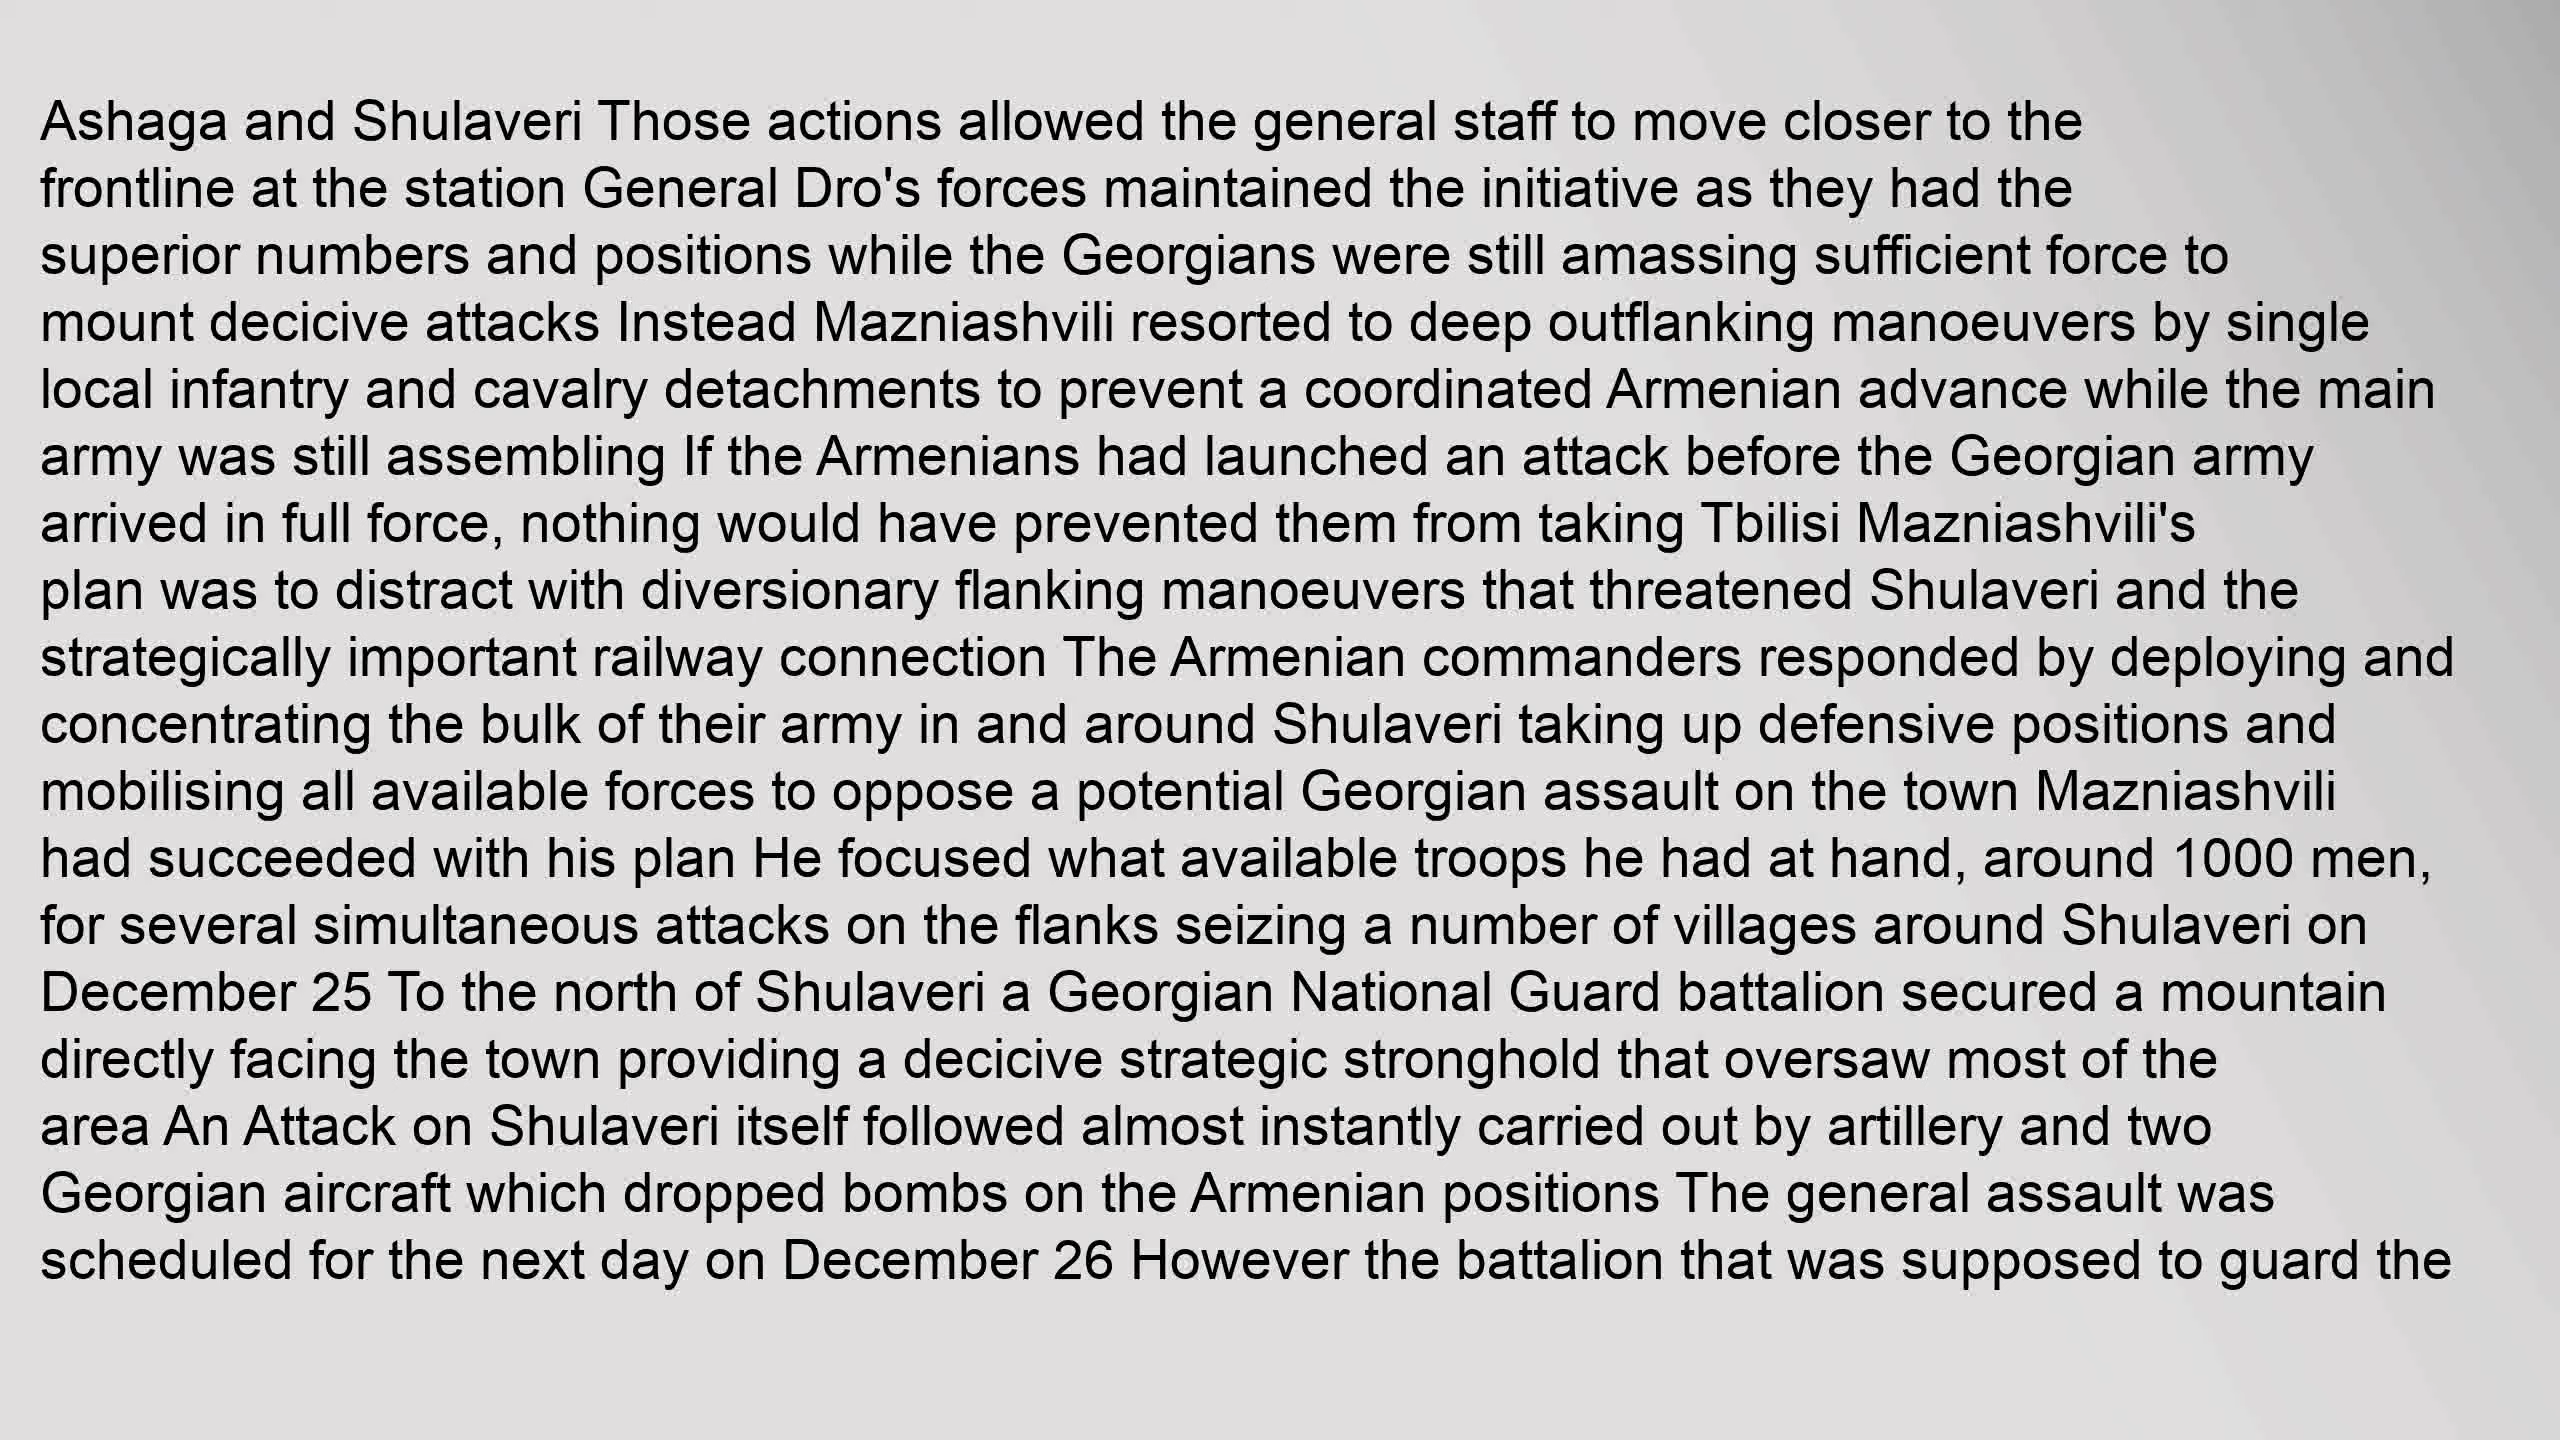 Ashaga and Shulaveri Those actions allowed the general staff to move closer to the
frontline at the station General Dro's forces maintained the initiative as they had the
superior numbers and positions while the Georgians were still amassing sufficient force to
mount decicive attacks Instead Mazniashvili resorted to deep outflanking manoeuvers by single
local infantry and cavalry detachments to prevent a coordinated Armenian advance while the main
army was still assembling If the Armenians had launched an attack before the Georgian army
arrived in full force, nothing would have prevented them from taking Tbilisi Mazniashvili's
plan was to distract with diversionary flanking manoeuvers that threatened Shulaveri and the
strategically important railway connection The Armenian commanders responded by deploying and
concentrating the bulk of their army in and around Shulaveri taking up defensive positions and
mobilising all available forces to oppose a potential Georgian assault on the town Mazniashvili
had succeeded with his plan He focused what available troops he had at hand, around 1000 men,
for several simultaneous attacks on the flanks seizing a number of villages around Shulaveri on
December 25 To the north of Shulaveri a Georgian National Guard battalion secured a mountain
directly facing the town providing a decicive strategic stronghold that oversaw most of the
area An Attack on Shulaveri itself followed almost instantly carried out by artillery and two
Georgian aircraft which dropped bombs on the Armenian positions The general assault was
scheduled for the next day on December 26 However the battalion that was supposed to guard the